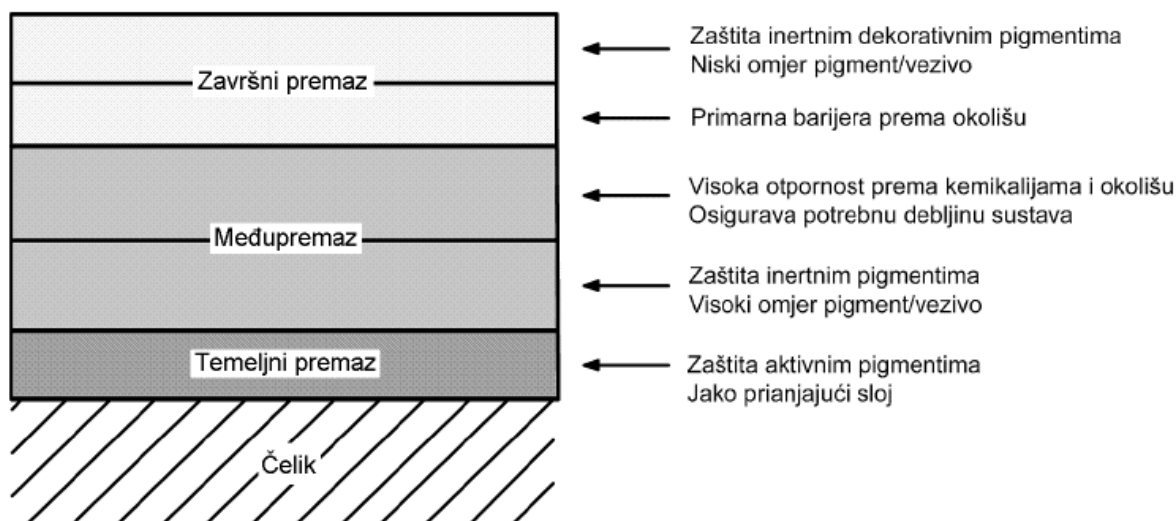 Završni premaz
Međupremaz
Temeljni premaz
Čelik
Zaštita inertnim dekorativnim pigmentima
Niski omjer pigment/vezivo
Primarna barijera prema okolišu
Visoka otpornost prema kemikalijama i okolišu
Osigurava potrebnu debljinu sustava
Zaštita inertnim pigmentima
Visoki omjer pigment/vezivo
Zaštita aktivnim pigmentima
Jako prianjajući sloj